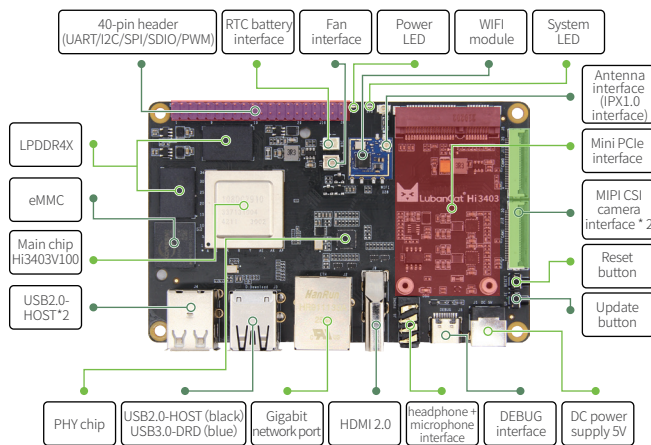 40-pin header
(UART/I2C/SPI/SDIO/PWM)
RTC battery
interface
Fan
interface
Power
LED
WIFI
module
System
LED
Antenna
interface
(IPX1.0
interface)
LPDDR4X
Mini PCIe
interface
eMMC
LubanCat Hi3403
MIPI CSI
camera
interface * 2
Main chip
Hi3403V100
Reset
button
USB2.0-
HOST*2
HanRun
DEBUG
Update
button
PHY chip
USB2.0-HOST (black)
USB3.0-DRD (blue)
Gigabit
network port
HDMI 2.0
headphone +
microphone
interface
DEBUG
interface
DC power
supply 5V